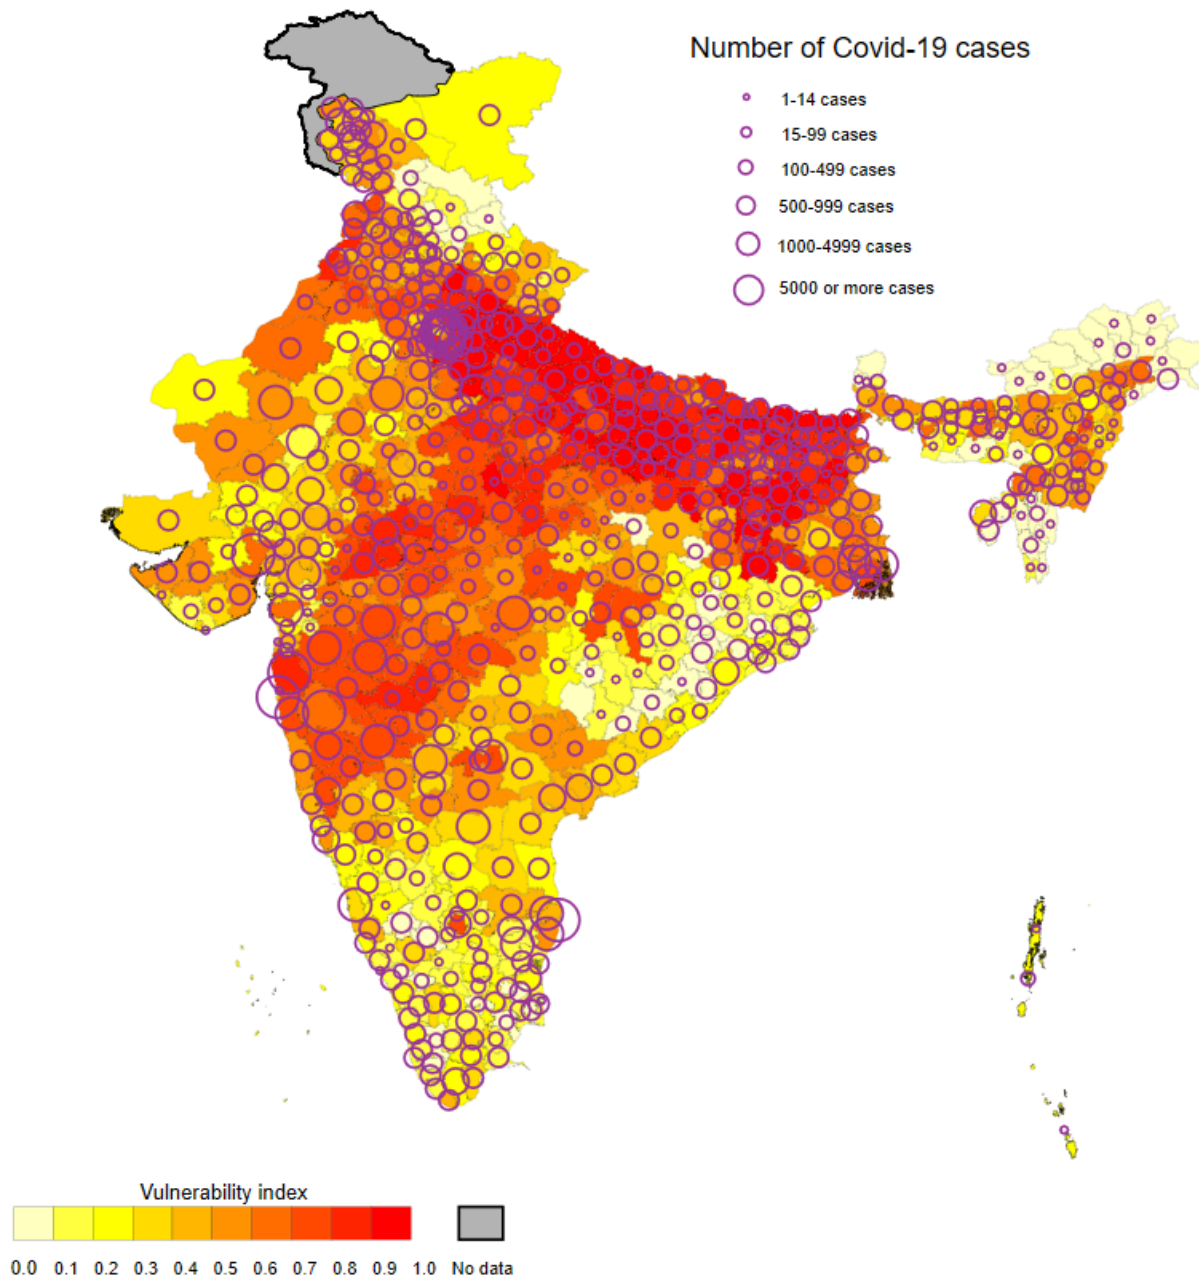 Number of Covid-19 cases
1-14 cases
15-99 cases
100-499 cases
500-999 cases
1000-4999 cases
5000 or more cases
Vulnerability index
0.0 0.1 0.2 0.3 0.4 0.5 0.6 0.7 0.8 0.9 1.0 No data